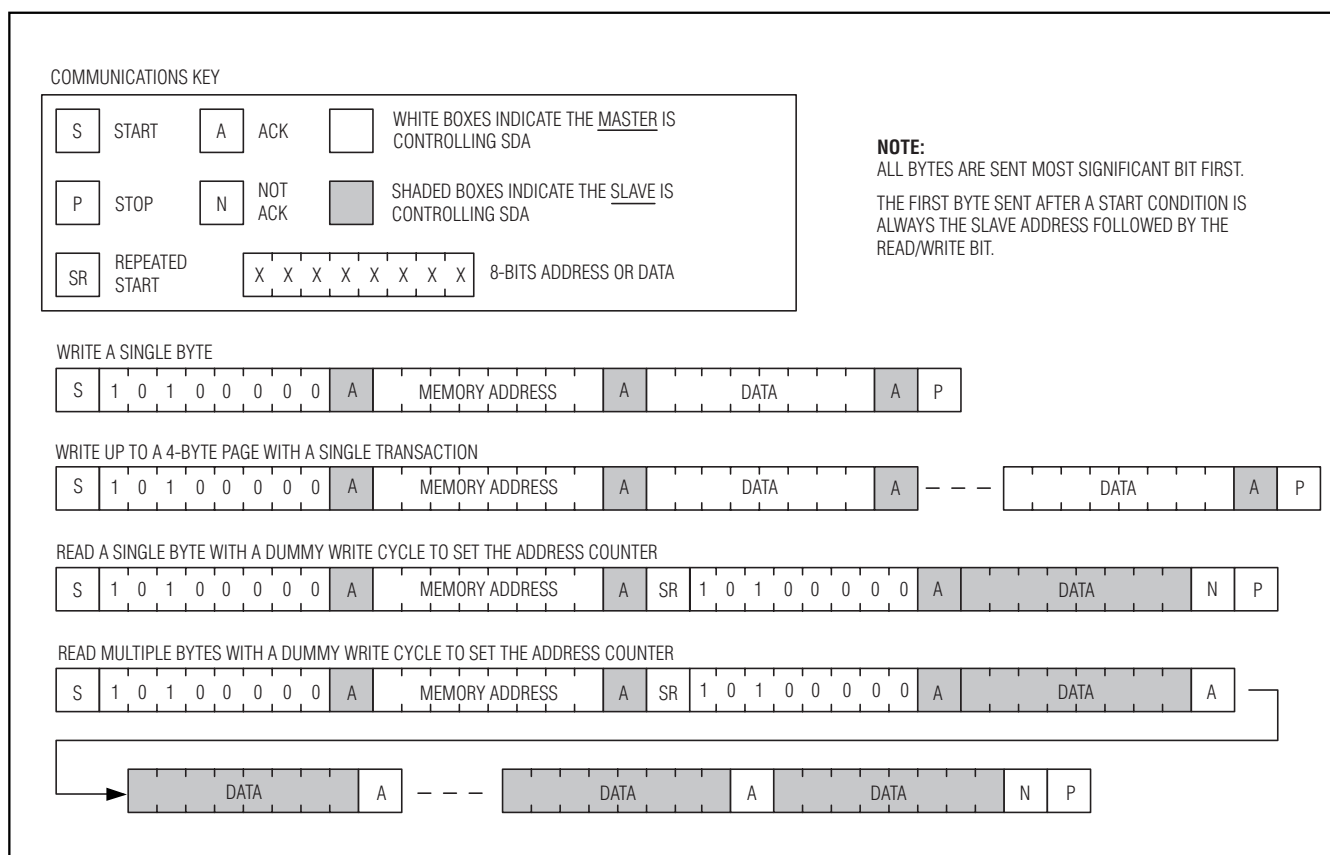 COMMUNICATIONS KEY
S START A ACK WHITE BOXES INDICATE THE MASTER IS
CONTROLLING SDA
P STOP N NOT
ACK SHADED BOXES INDICATE THE SLAVE IS
CONTROLLING SDA
SR REPEATED
START X X X X X X X X 8-BITS ADDRESS OR DATA
NOTE:
ALL BYTES ARE SENT MOST SIGNIFICANT BIT FIRST.
THE FIRST BYTE SENT AFTER A START CONDITION IS
ALWAYS THE SLAVE ADDRESS FOLLOWED BY THE
READ/WRITE BIT.
WRITE A SINGLE BYTE
S 1 0 1 0 0 0 0 0 A MEMORY ADDRESS A DATA A P
WRITE UP TO A 4-BYTE PAGE WITH A SINGLE TRANSACTION
S 1 0 1 0 0 0 0 0 A MEMORY ADDRESS A DATA A DATA A P
READ A SINGLE BYTE WITH A DUMMY WRITE CYCLE TO SET THE ADDRESS COUNTER
S 1 0 1 0 0 0 0 0 A MEMORY ADDRESS A SR 1 0 1 0 0 0 0 0 A DATA N P
READ MULTIPLE BYTES WITH A DUMMY WRITE CYCLE TO SET THE ADDRESS COUNTER
S 1 0 1 0 0 0 0 0 A MEMORY ADDRESS A SR 1 0 1 0 0 0 0 0 A DATA A
DATA A DATA A DATA N P